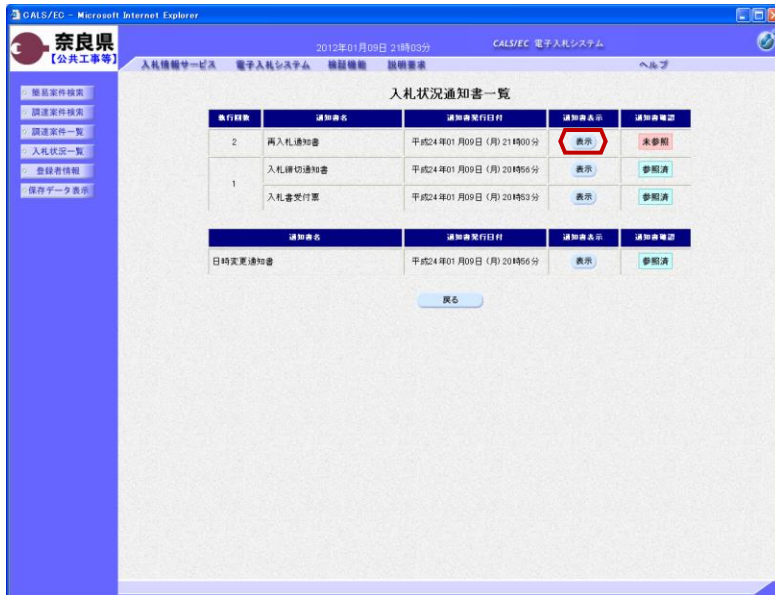 CALS/EC - Microsoft Internet Explorer
奈良県
【公共工事等】
2012年01月09日 21時03分
CALS/EC 電子入札システム
入札情報サービス 電子入札システム 検証機能 説明要求 ヘルプ
簡易案件検索
調達案件検索
調達案件一覧
入札状況一覧
登録者情報
保存データ表示
入札状況通知書一覧
執行回数 通知書名 通知書発行日付 通知書表示 通知書確認
2 再入札通知書 平成24年01月09日 (月) 21時00分 表示 未参照
1 入札締切通知書 平成24年01月09日 (月) 20時56分 表示 参照済
入札書受付票 平成24年01月09日 (月) 20時53分 表示 参照済
通知書名 通知書発行日付 通知書表示 通知書確認
日時変更通知書 平成24年01月09日 (月) 20時56分 表示 参照済
戻る